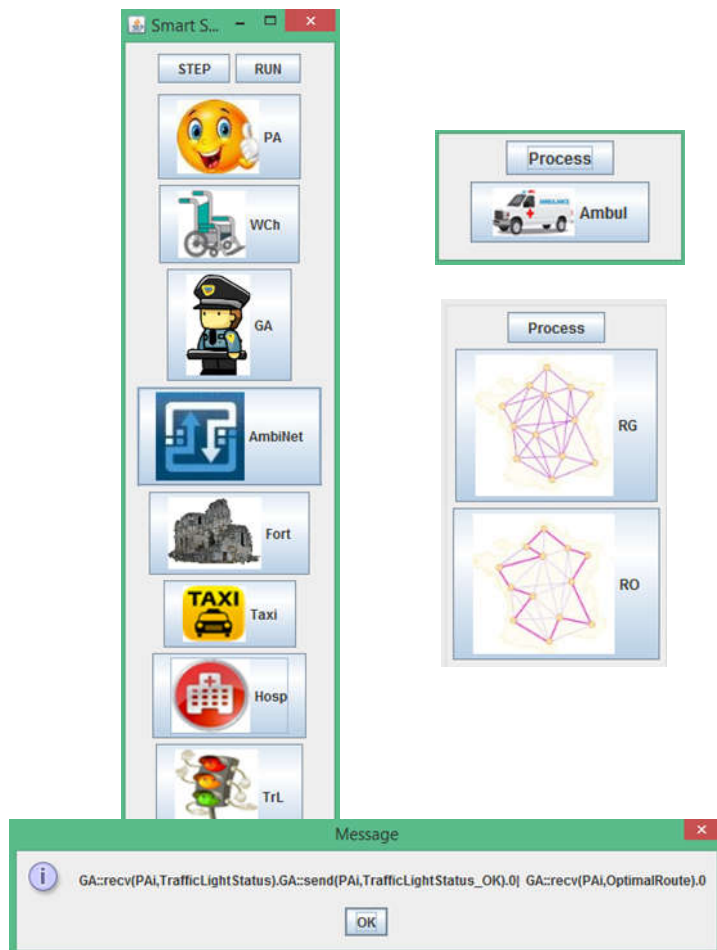 Smart S...
STEP RUN
PA
WCh
GA
AmbiNet
Fort
TAXI
Taxi
Hosp
TrL
Process
AMBULANCE
Ambul
Process
RG
RO
Message
GA::recv(PAi,TrafficLightStatus).GA::send(PAi,TrafficLightStatus_OK).0| GA::recv(PAi,OptimalRoute).0
OK